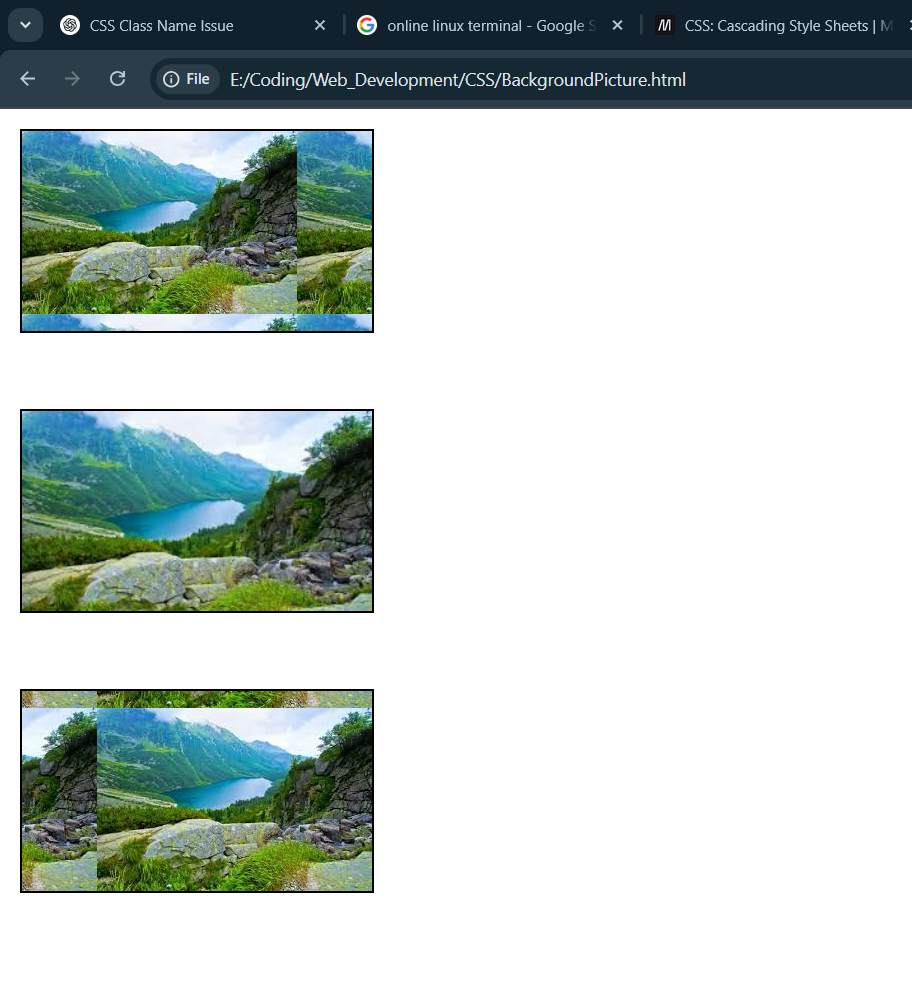 CSS Class Name Issue
online linux terminal - Google S
CSS: Cascading Style Sheets | M
File
E:/Coding/Web_Development/CSS/BackgroundPicture.html